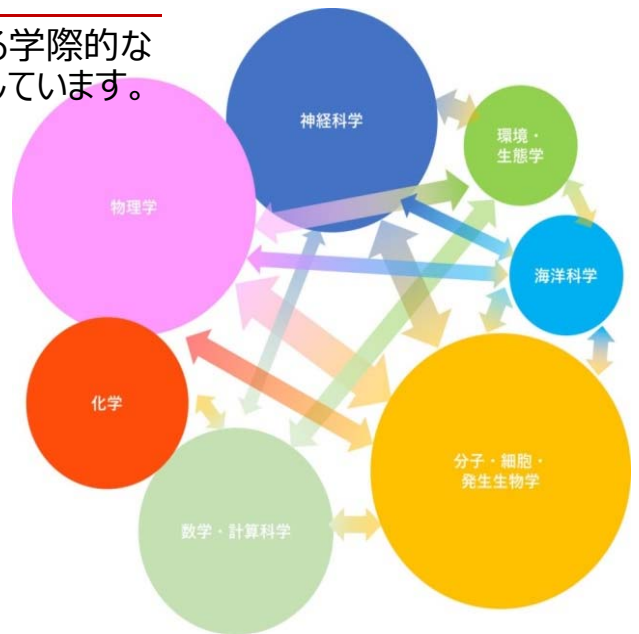 る学際的な
しています。
神経科学
環境・
生態学
物理学
海洋科学
化学
分子・細胞・
発生生物学
数学・計算科学